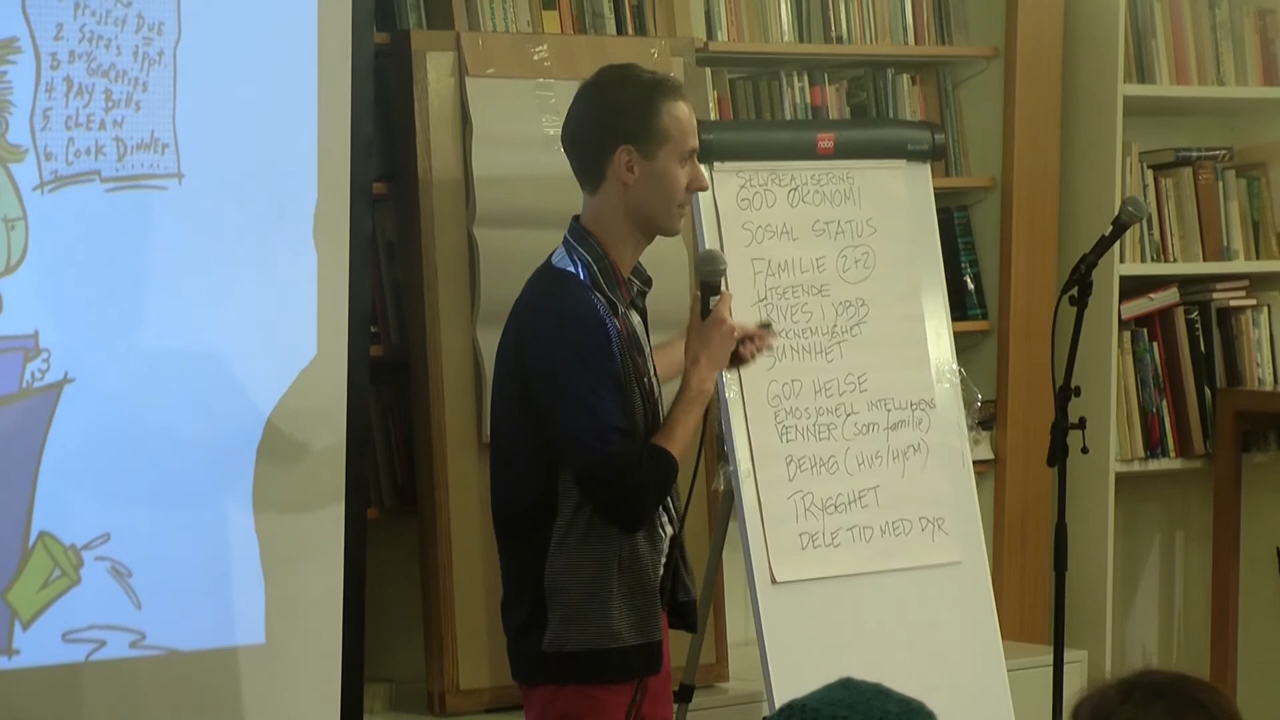 PROJECT DUE
2. SARA'S APPT.
3. BUY GROCERIES
4. PAY BILLS
5. CLEAN
6. COOK DINNER
nobo
SELVREALISERING
GOD ØKONOMI
SOSIAL STATUS
FAMILIE 2+2
UTSEENDE
TRIVES I JOBB
SUNNHET
GOD HELSE
EMOSJONELL INTELLIGENS
VENNER (som familie)
BEHAG (HUS/HJEM)
TRYGGHET
DELE TID MED DYR